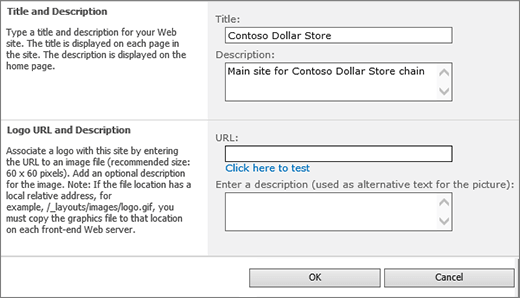 Title and Description
Type a title and description for your Web
site. The title is displayed on each page in
the site. The description is displayed on the
home page.
Title:
Contoso Dollar Store
Description:
Main site for Contoso Dollar Store chain
Logo URL and Description
Associate a logo with this site by entering
the URL to an image file (recommended size:
60 x 60 pixels). Add an optional description
for the image. Note: If the file location has a
local relative address, for
example, /_layouts/images/logo.gif, you
must copy the graphics file to that location
on each front-end Web server.
URL:
Click here to test
Enter a description (used as alternative text for the picture):
OK
Cancel